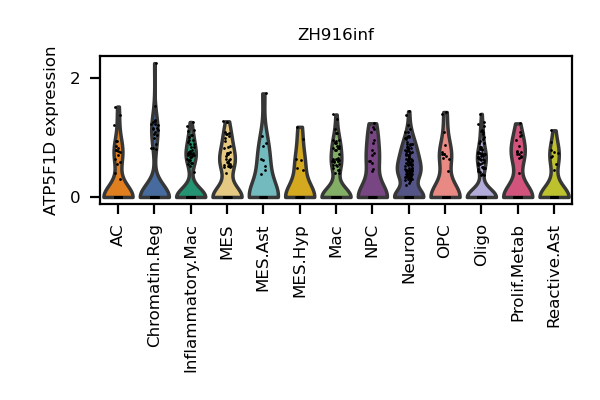 ZH916inf
ATP5F1D expression
2
0
AC
Chromatin.Reg
Inflammatory.Mac
MES
MES.Ast
MES.Hyp
Mac
NPC
Neuron
OPC
Oligo
Prolif.Metab
Reactive.Ast